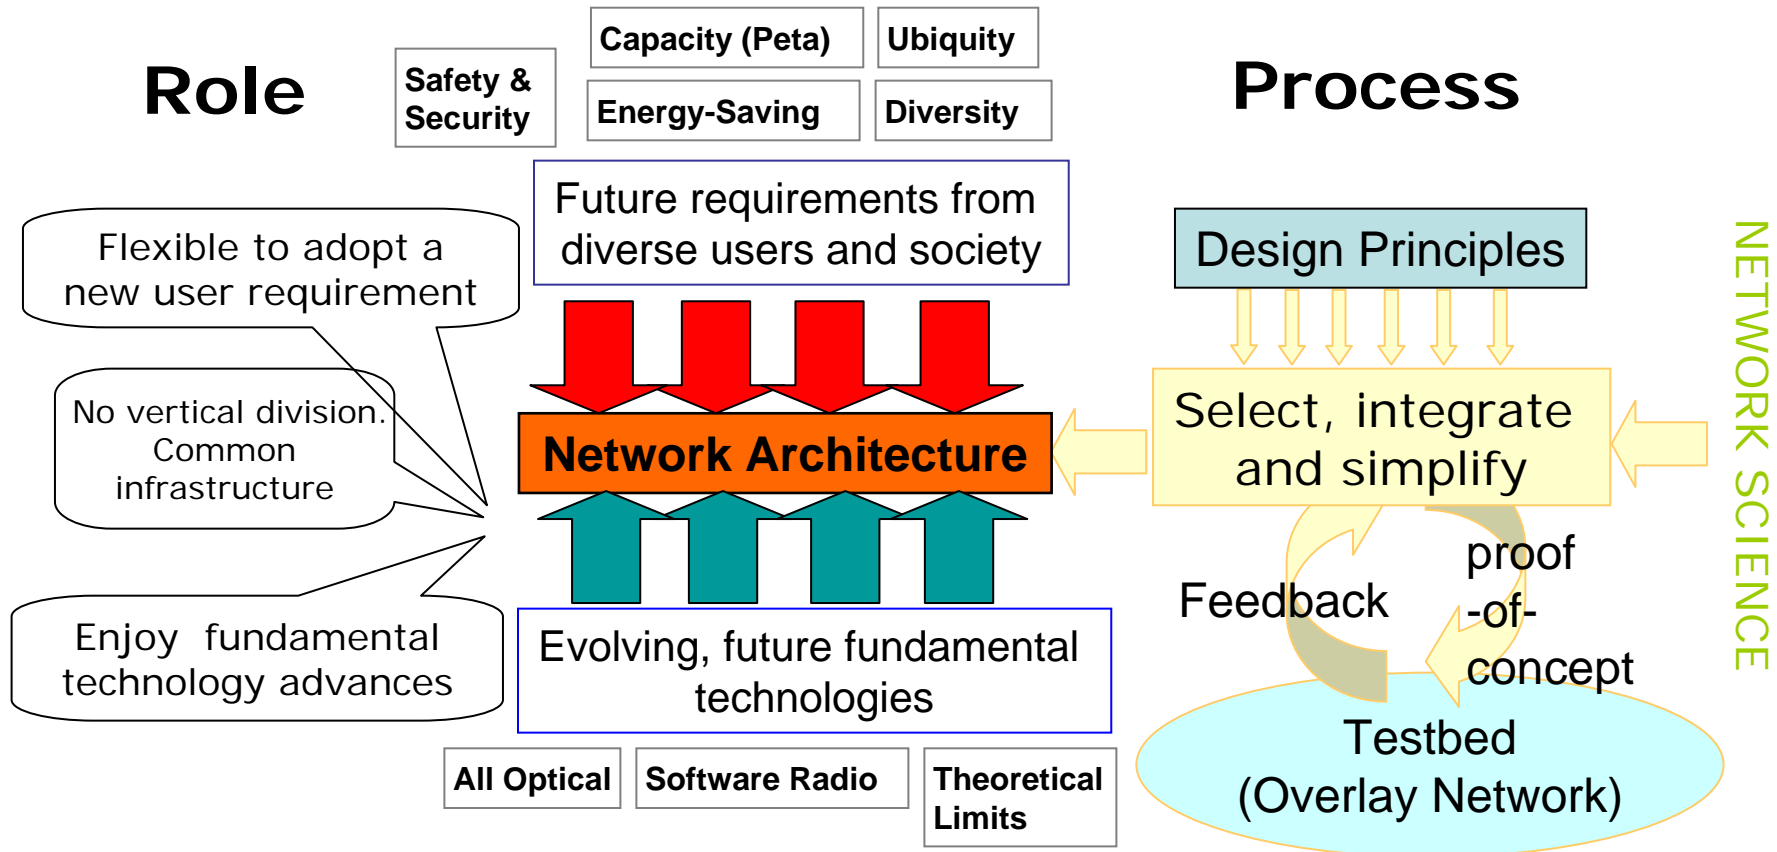 Role
Safety &
Security
Capacity (Peta)
Ubiquity
Energy-Saving
Diversity
Process
Future requirements from
diverse users and society
Flexible to adopt a
new user requirement
No vertical division.
Common
infrastructure
Enjoy fundamental
technology advances
Network Architecture
Evolving, future fundamental
technologies
All Optical
Software Radio
Theoretical
Limits
Design Principles
Select, integrate
and simplify
Feedback
proof
-of-
concept
Testbed
(Overlay Network)
NETWORK SCIENCE